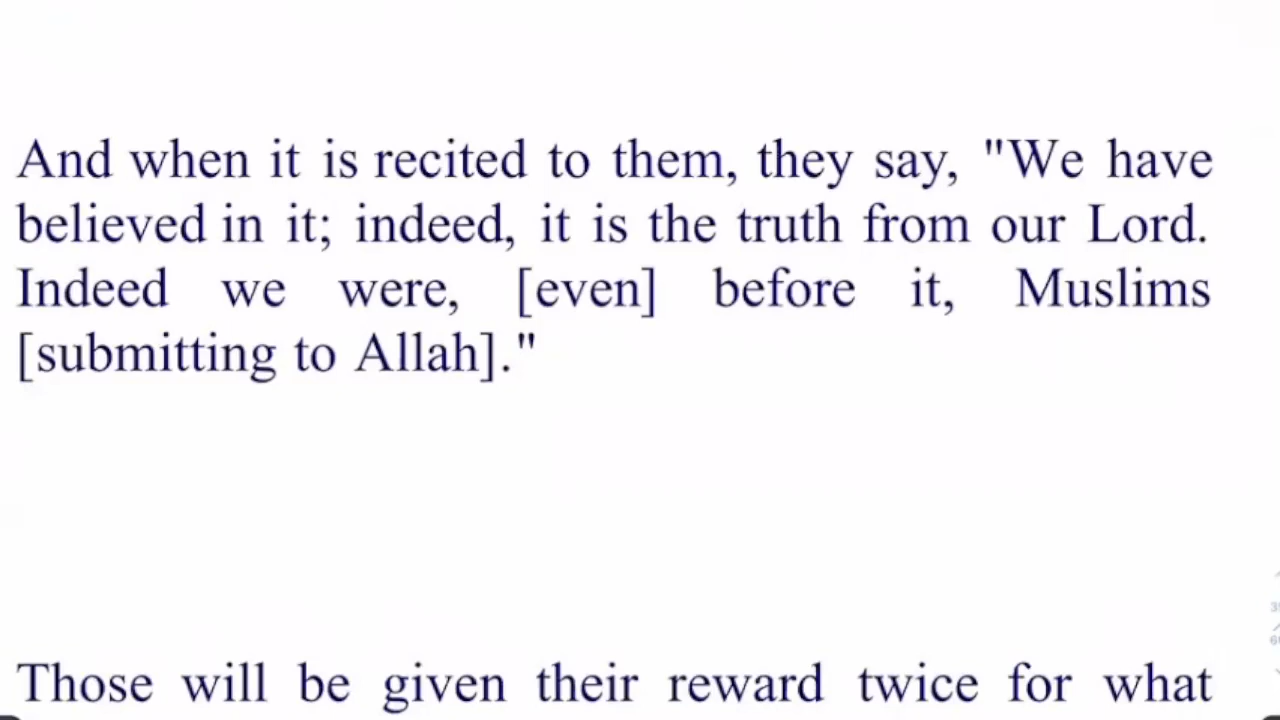 And when it is recited to them, they say, "We have
believed in it; indeed, it is the truth from our Lord.
Indeed we were, [even] before it, Muslims
[submitting to Allah]."
Those will be given their reward twice for what